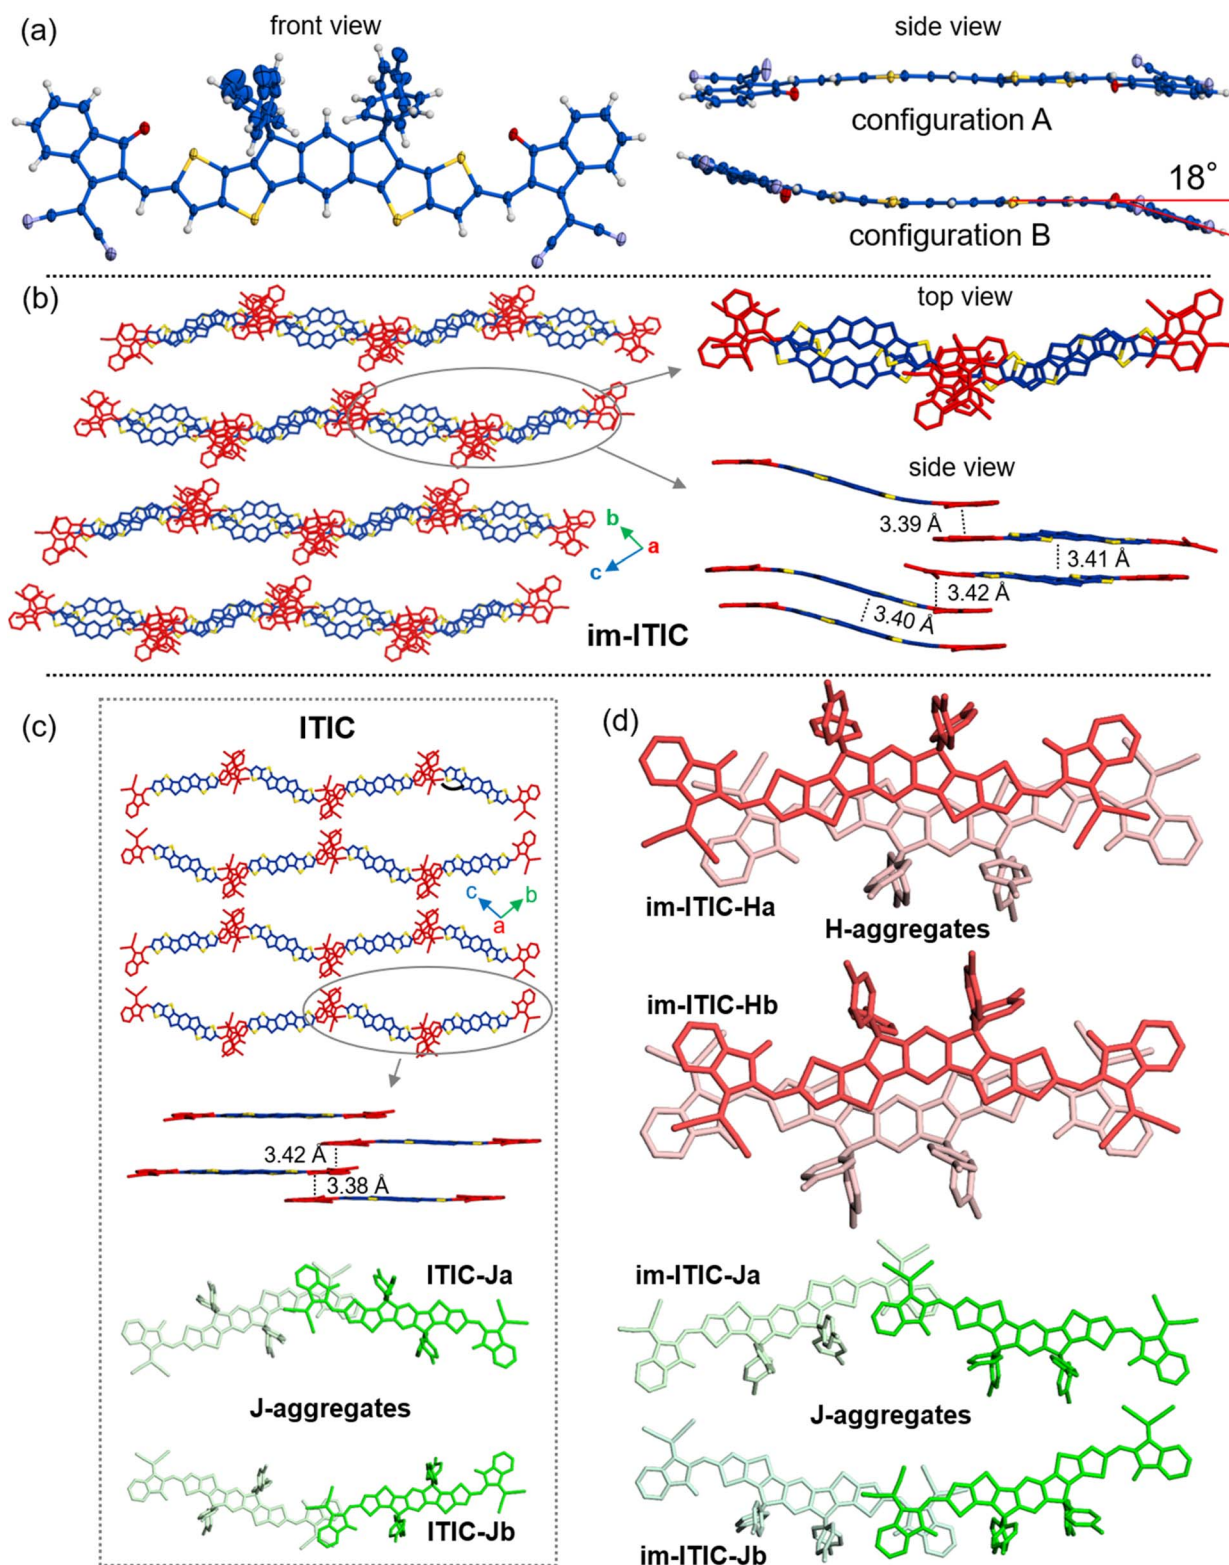 (a)
front view
side view
configuration A
18°
configuration B
(b)
top view
side view
3.39 Å
3.41 Å
3.42 Å
3.40 Å
b
a
c
im-ITIC
(c)
ITIC
c
b
a
3.42 Å
3.38 Å
ITIC-Ja
J-aggregates
ITIC-Jb
(d)
im-ITIC-Ha
H-aggregates
im-ITIC-Hb
im-ITIC-Ja
J-aggregates
im-ITIC-Jb